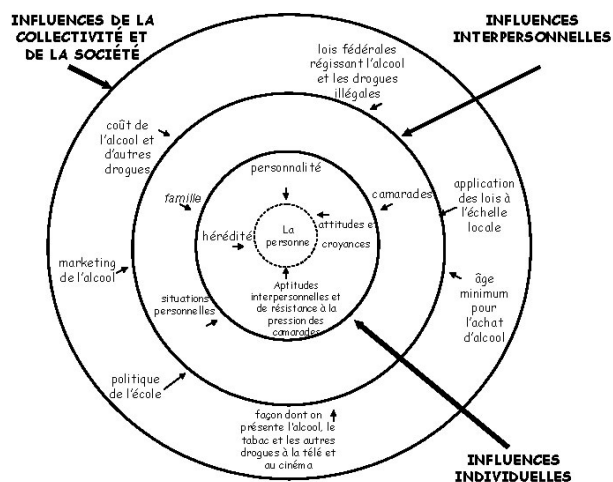 INFLUENCES DE LA
COLLECTIVITÉ ET
DE LA SOCIÉTÉ
INFLUENCES
INTERPERSONNELLES
lois fédérales
régissant l'alcool
et les drogues
illégales
coût de
l'alcool et
d'autres
drogues
personnalité
famille
camarades
application
des lois à
l'échelle
locale
hérédité
La
personne
attitudes et
croyances
marketing
de l'alcool
situations
personnelles
Aptitudes
interpersonnelles et
de résistance à la
pression des
camarades
âge
minimum
pour
l'achat
d'alcool
politique
de l'école
façon dont on
présente l'alcool, le
tabac et les autres
drogues à la télé et
au cinéma
INFLUENCES
INDIVIDUELLES